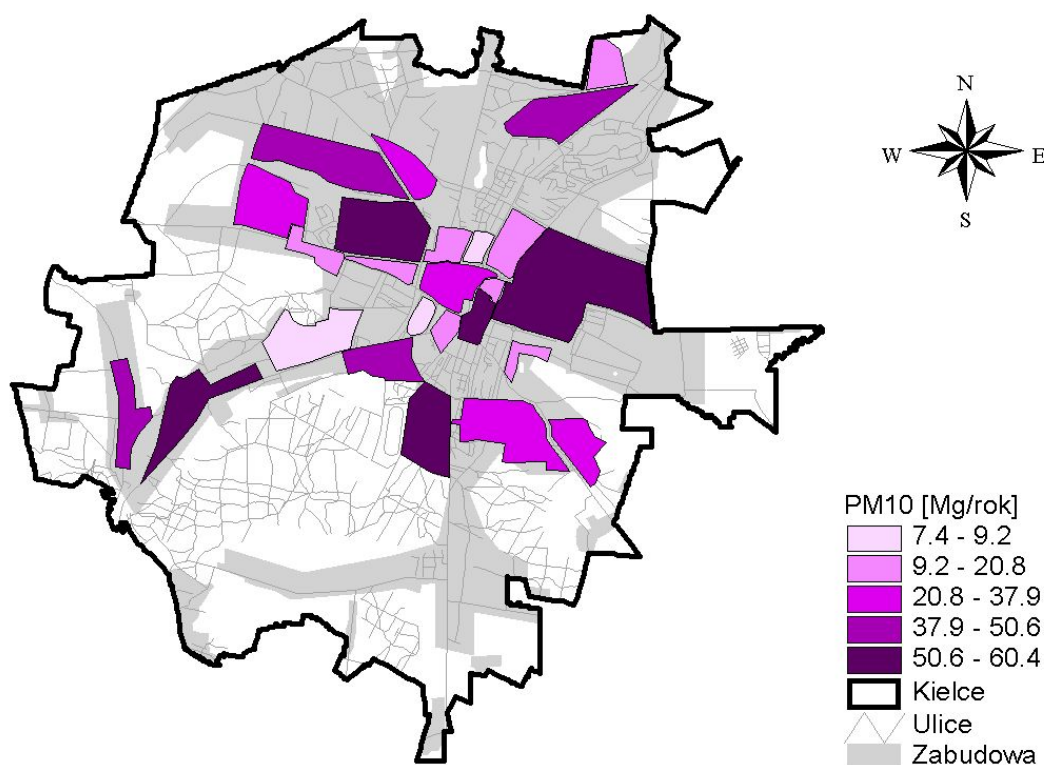 N
W
E
S
PM10 [Mg/rok]
7.4 - 9.2
9.2 - 20.8
20.8 - 37.9
37.9 - 50.6
50.6 - 60.4
Kielce
Ulice
Zabudowa